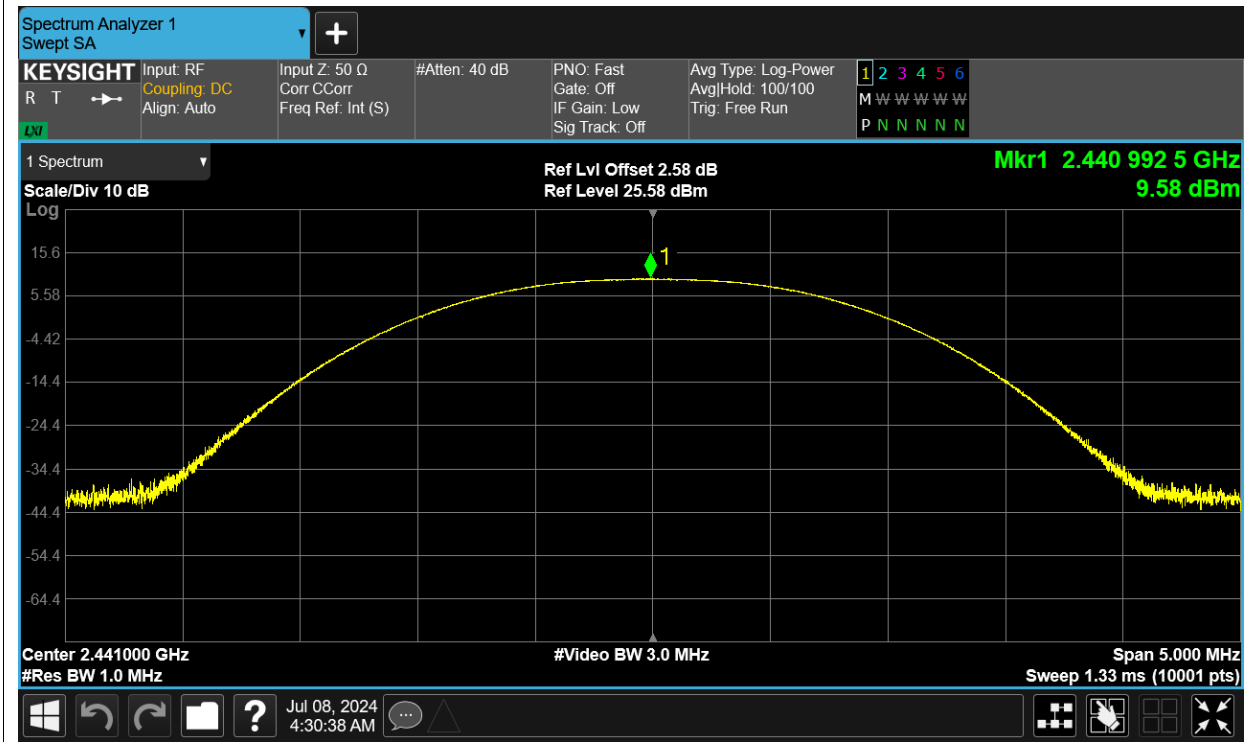 Spectrum Analyzer 1
Swept SA
KEYSIGHT
R T
LXI
Input: RF
Coupling: DC
Align: Auto
Input Z: 50 Ω
Corr CCorr
Freq Ref: Int (S)
#Atten: 40 dB
PNO: Fast
Gate: Off
IF Gain: Low
Sig Track: Off
Avg Type: Log-Power
Avg|Hold: 100/100
Trig: Free Run
1 2 3 4 5 6
M W W W W W
P N N N N N
1 Spectrum
Scale/Div 10 dB
Log
Ref Lvl Offset 2.58 dB
Ref Level 25.58 dBm
Mkr1 2.440 992 5 GHz
9.58 dBm
1
15.6
5.58
-4.42
-14.4
-24.4
-34.4
-44.4
-54.4
-64.4
Center 2.441000 GHz
#Res BW 1.0 MHz
#Video BW 3.0 MHz
Span 5.000 MHz
Sweep 1.33 ms (10001 pts)
?
Jul 08, 2024
4:30:38 AM